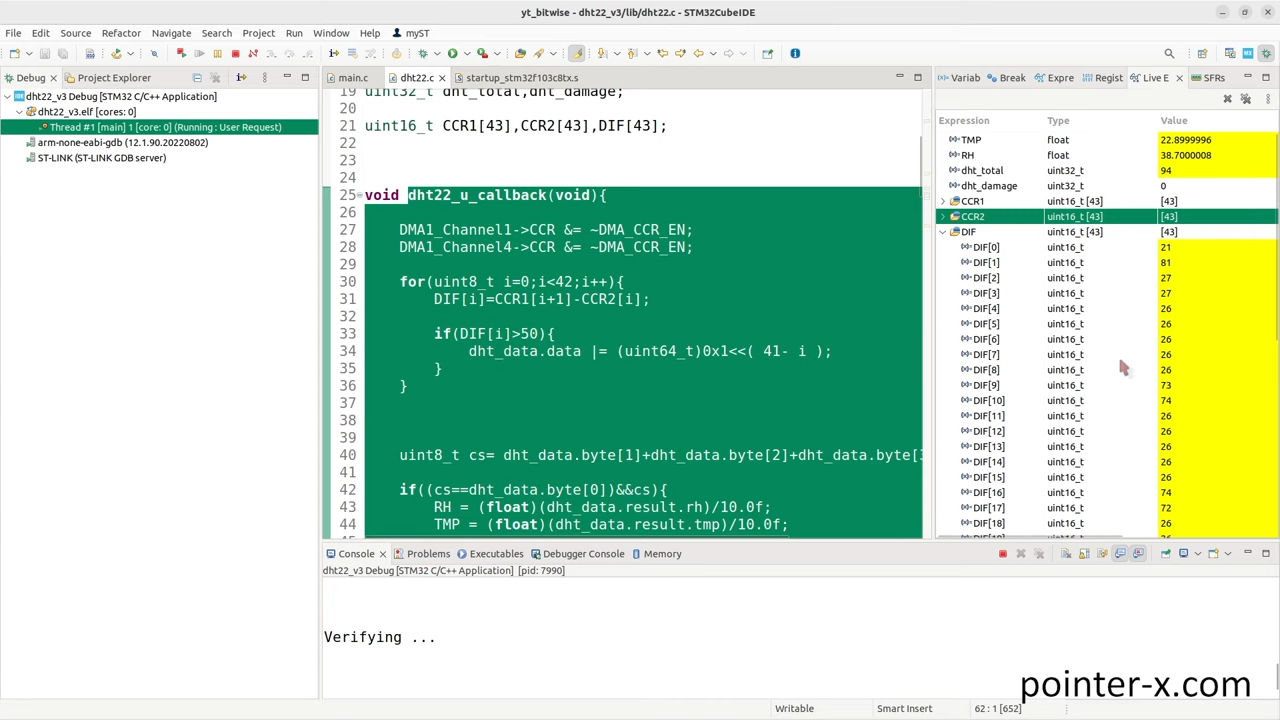 yt_bitwise - dht22_v3/lib/dht22.c - STM32CubeIDE
File Edit Source Refactor Navigate Search Project Run Window Help myST
Debug Project Explorer
dht22_v3 Debug [STM32 C/C++ Application]
dht22_v3.elf [cores: 0]
Thread #1 [main] 1 [core: 0] (Running : User Request)
arm-none-eabi-gdb (12.1.90.20220802)
ST-LINK (ST-LINK GDB server)
main.c dht22.c startup_stm32f103c8tx.s
19 uint32_t dht_total,dht_damage;
20
21 uint16_t CCR1[43],CCR2[43],DIF[43];
22
23
24
25 void dht22_u_callback(void){
26
27 DMA1_Channel1->CCR &= ~DMA_CCR_EN;
28 DMA1_Channel4->CCR &= ~DMA_CCR_EN;
29
30 for(uint8_t i=0;i<42;i++){
31 DIF[i]=CCR1[i+1]-CCR2[i];
32
33 if(DIF[i]>50){
34 dht_data.data |= (uint64_t)0x1<<( 41- i );
35 }
36 }
37
38
39
40 uint8_t cs= dht_data.byte[1]+dht_data.byte[2]+dht_data.byte[3
41
42 if((cs==dht_data.byte[0])&&cs){
43 RH = (float)(dht_data.result.rh)/10.0f;
44 TMP = (float)(dht_data.result.tmp)/10.0f;
Variab Break Expre Regist Live E SFRs
Expression Type Value
TMP float 22.8999996
RH float 38.7000008
dht_total uint32_t 94
dht_damage uint32_t 0
CCR1 uint16_t [43] [43]
CCR2 uint16_t [43] [43]
DIF uint16_t [43] [43]
DIF[0] uint16_t 21
DIF[1] uint16_t 81
DIF[2] uint16_t 27
DIF[3] uint16_t 27
DIF[4] uint16_t 26
DIF[5] uint16_t 26
DIF[6] uint16_t 26
DIF[7] uint16_t 26
DIF[8] uint16_t 26
DIF[9] uint16_t 73
DIF[10] uint16_t 74
DIF[11] uint16_t 26
DIF[12] uint16_t 26
DIF[13] uint16_t 26
DIF[14] uint16_t 26
DIF[15] uint16_t 26
DIF[16] uint16_t 74
DIF[17] uint16_t 72
DIF[18] uint16_t 26
Console Problems Executables Debugger Console Memory
dht22_v3 Debug [STM32 C/C++ Application] [pid: 7990]
Verifying ...
pointer-x.com
Writable Smart Insert 62 : 1 [652]